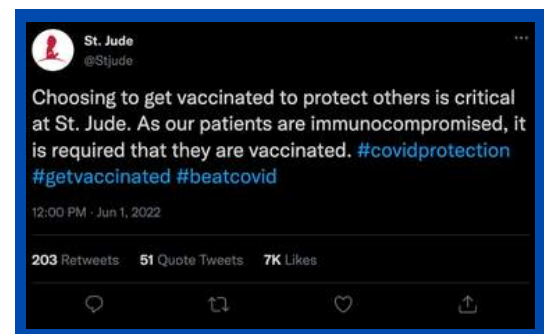 St. Jude
@Stjude
Choosing to get vaccinated to protect others is critical
at St. Jude. As our patients are immunocompromised, it
is required that they are vaccinated. #covidprotection
#getvaccinated #beatcovid
12:00 PM · Jun 1, 2022
203 Retweets 51 Quote Tweets 7K Likes